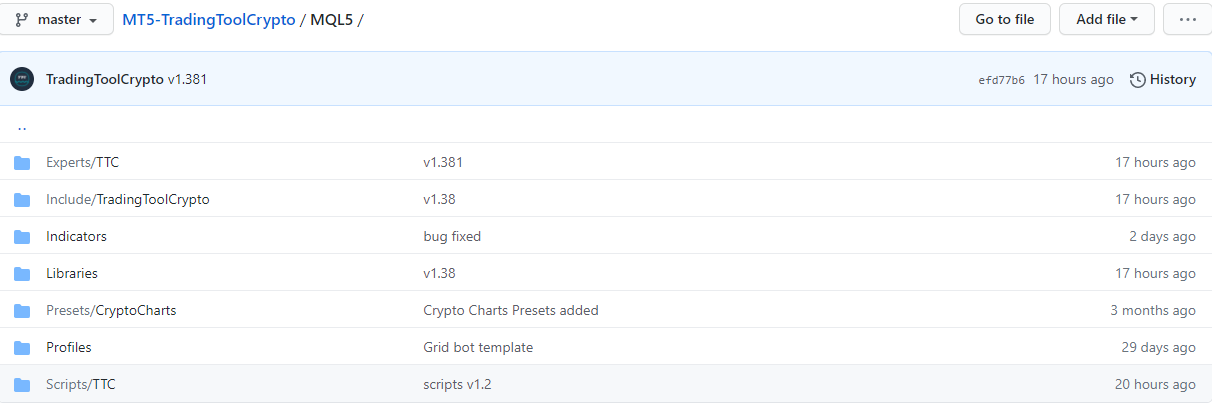 master MT5-TradingToolCrypto / MQL5 / Go to file Add file ...
TradingToolCrypto v1.381 efd77b6 17 hours ago History
..
Experts/TTC v1.381 17 hours ago
Include/TradingToolCrypto v1.38 17 hours ago
Indicators bug fixed 2 days ago
Libraries v1.38 17 hours ago
Presets/CryptoCharts Crypto Charts Presets added 3 months ago
Profiles Grid bot template 29 days ago
Scripts/TTC scripts v1.2 20 hours ago